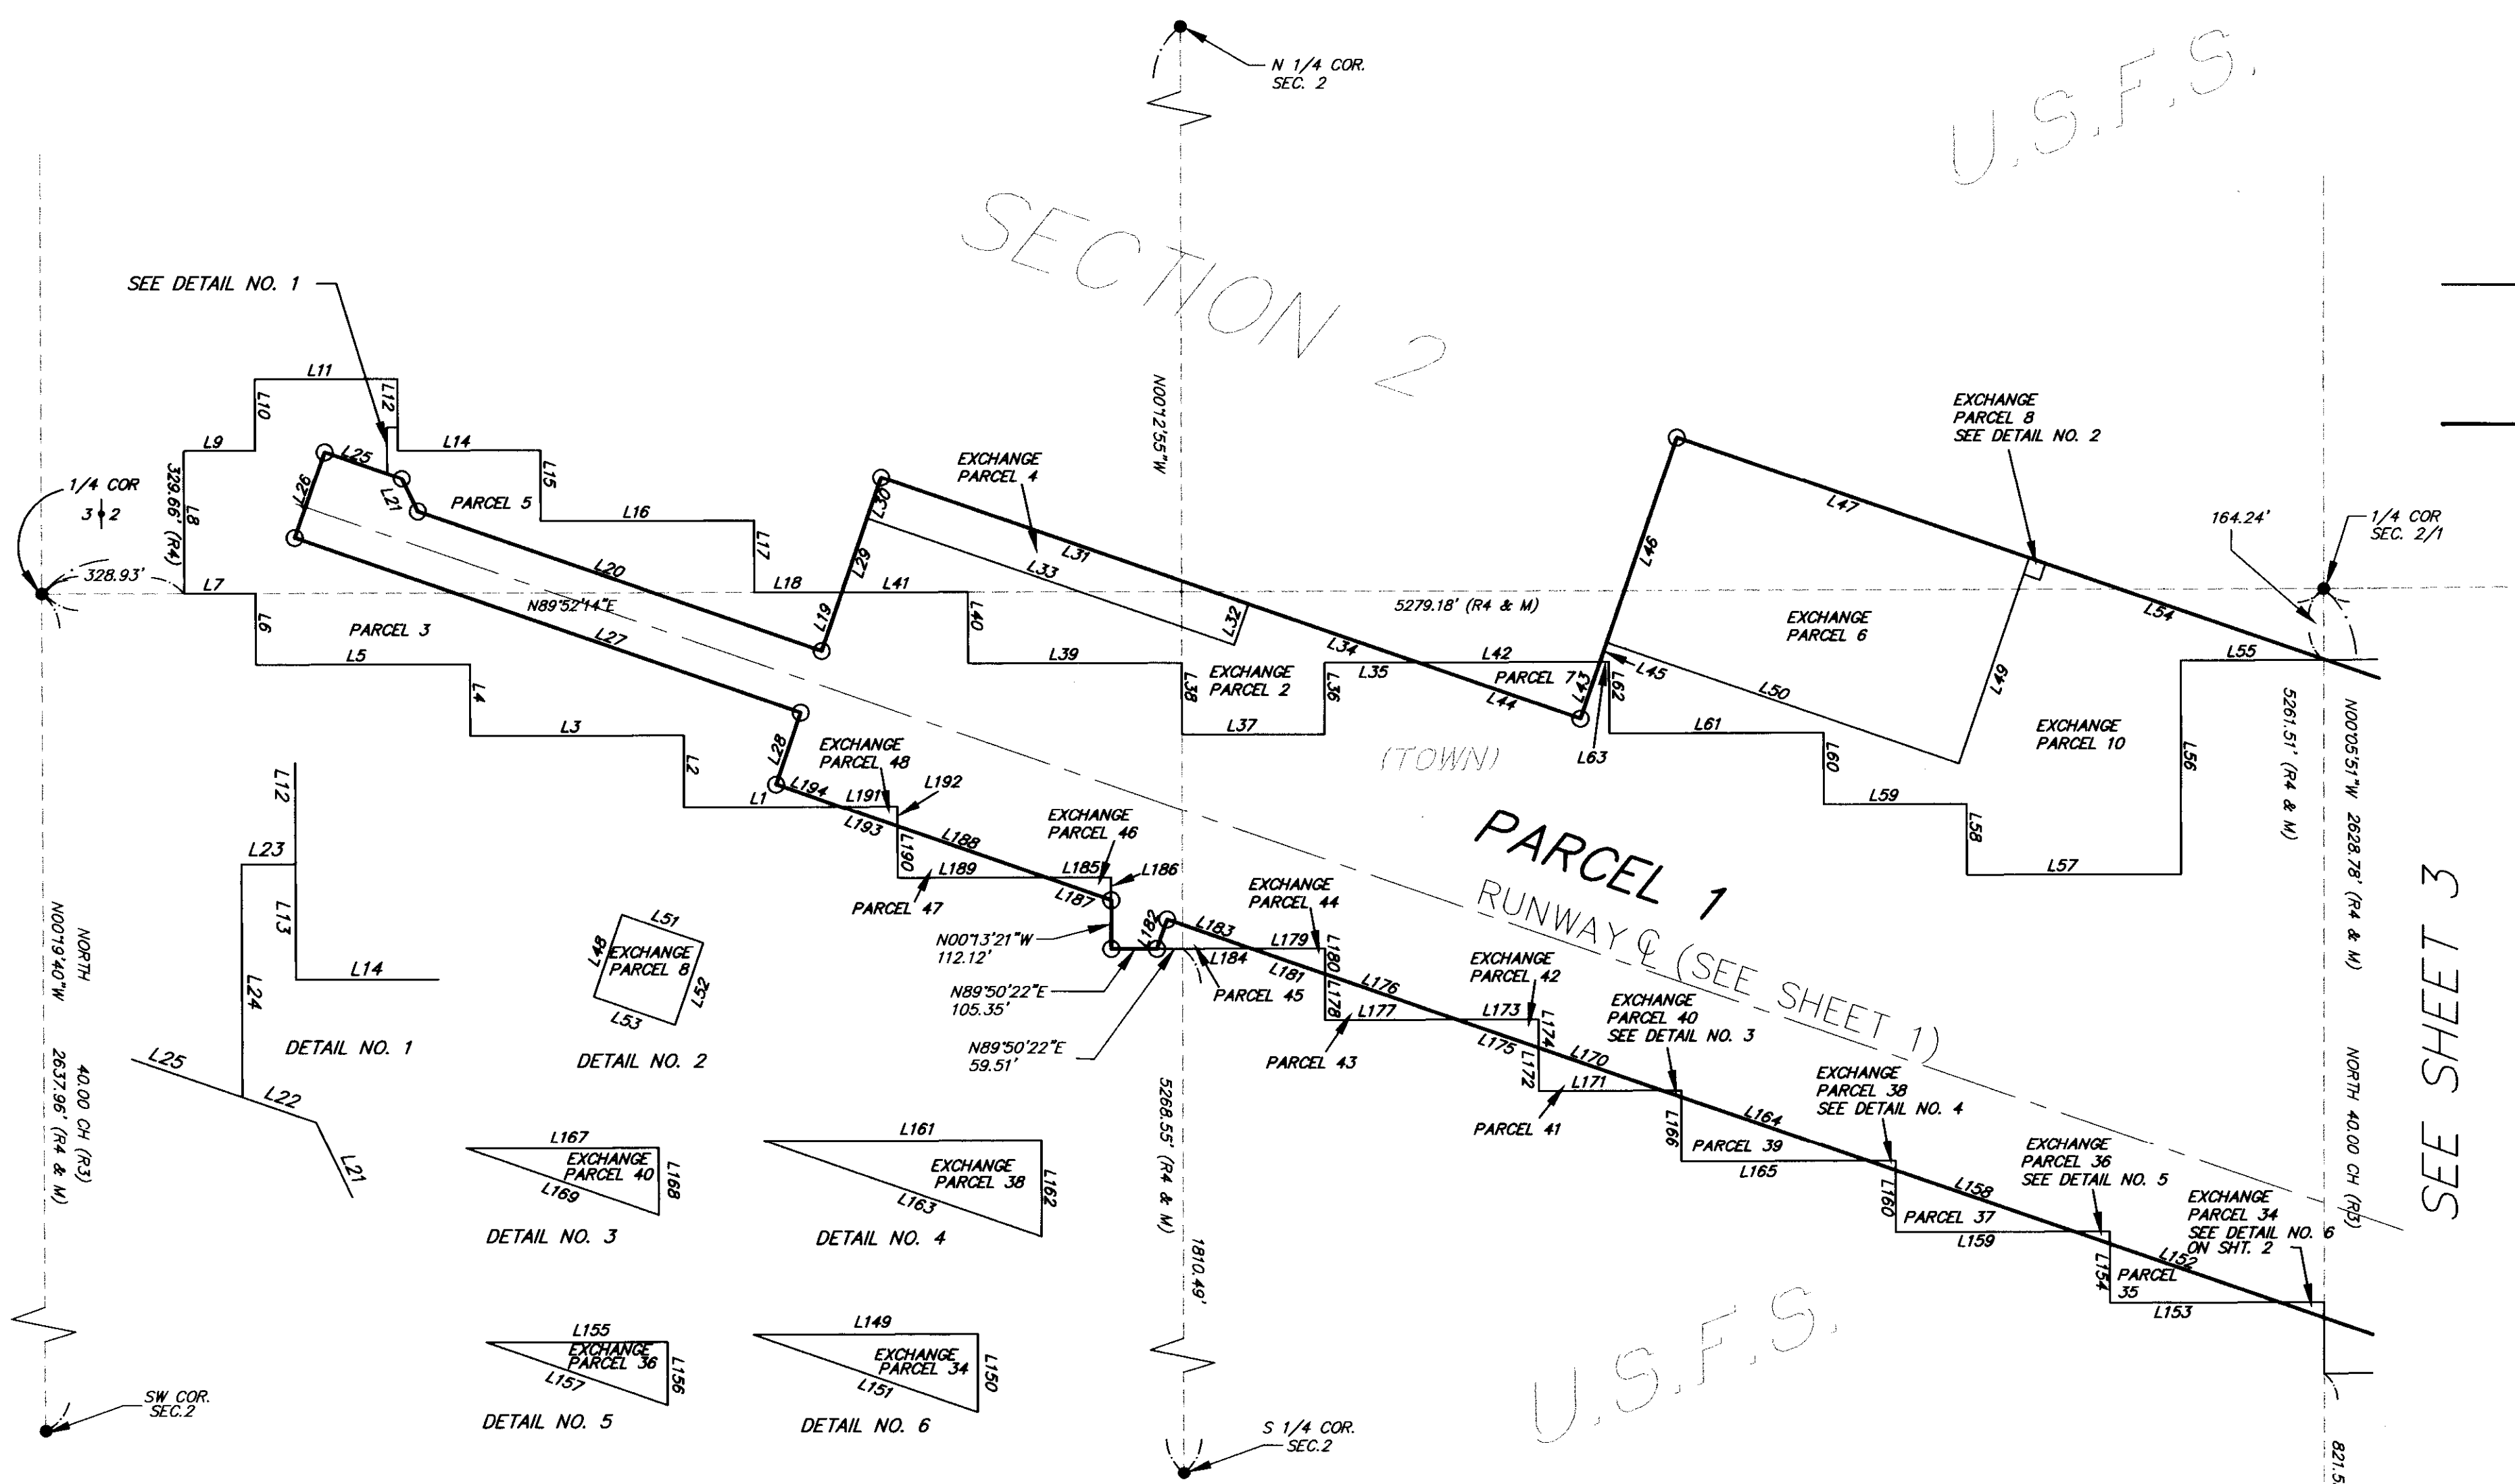 N 1/4 COR.
SEC. 2
U.S.F.S.
SECTION 2
SEE DETAIL NO. 1
N00°12'55"W
EXCHANGE
PARCEL 8
SEE DETAIL NO. 2
L11
L10
L12
L9
L14
L25
L15
EXCHANGE
PARCEL 4
L30
L47
1/4 COR
3 2
329.66' (R4)
L8
L26
L21
PARCEL 5
L16
L17
L29
L31
L33
L46
164.24'
1/4 COR
SEC. 2/1
328.93'
L7
L20
L18
L41
N89°52'14"E
5279.18' (R4 & M)
L54
L6
PARCEL 3
L27
L19
L40
L32
L34
EXCHANGE
PARCEL 6
L5
L39
L35
L42
L45
L55
L4
EXCHANGE
PARCEL 2
L38
L36
PARCEL 7
L43
L62
L50
L49
L44
L3
L37
L61
EXCHANGE
PARCEL 10
L28
EXCHANGE
PARCEL 48
(TOWN)
L63
L60
L56
L2
L194
L191
L192
L1
L193
L59
5261.51' (R4 & M)
N00°05'51"W 2628.78' (R4 & M)
NORTH 40.00 CH (R3)
L12
EXCHANGE
PARCEL 46
PARCEL 1
L58
L188
L190
L23
L189
L185
L186
L57
SEE SHEET 3
L187
EXCHANGE
PARCEL 44
RUNWAY ℄ (SEE SHEET 1)
PARCEL 47
L13
L51
L48
EXCHANGE
PARCEL 8
L52
L53
DETAIL NO. 2
N00°13'21"W
112.12'
L182
L183
L179
L184
L180
N89°50'22"E
105.35'
L181
L176
PARCEL 45
L178
L177
L173
EXCHANGE
PARCEL 42
L174
EXCHANGE
PARCEL 40
SEE DETAIL NO. 3
N89°50'22"E
59.51'
PARCEL 43
L175
L170
L172
L171
L14
L24
DETAIL NO. 1
L25
L22
L21
NORTH 40.00 CH (R3)
N00°19'40"W 2637.96' (R4 & M)
5268.55' (R4 & M)
PARCEL 41
L164
L166
PARCEL 39
L165
EXCHANGE
PARCEL 38
SEE DETAIL NO. 4
L167
EXCHANGE
PARCEL 40
L168
L169
DETAIL NO. 3
L161
EXCHANGE
PARCEL 38
L162
L163
DETAIL NO. 4
EXCHANGE
PARCEL 36
SEE DETAIL NO. 5
L158
L160
PARCEL 37
L159
EXCHANGE
PARCEL 34
SEE DETAIL NO. 6
ON SHT. 2
1810.49'
L152
L154
PARCEL
35
L153
L155
EXCHANGE
PARCEL 36
L156
L157
DETAIL NO. 5
L149
EXCHANGE
PARCEL 34
L150
L151
DETAIL NO. 6
U.S.F.S.
SW COR.
SEC.2
S 1/4 COR.
SEC.2
821.5